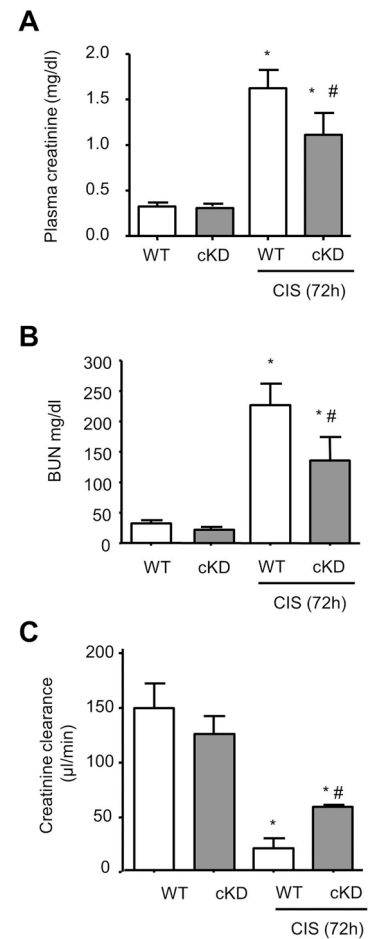 A
Plasma creatinine (mg/dl)
2.0
1.5
1.0
0.5
0.0
*
* #
WT
cKD
WT
cKD
CIS (72h)
B
BUN mg/dl
300
250
200
150
100
50
0
*
* #
WT
cKD
WT
cKD
CIS (72h)
C
Creatinine clearance
(µl/min)
200
150
100
50
0
*
* #
WT
cKD
WT
cKD
CIS (72h)